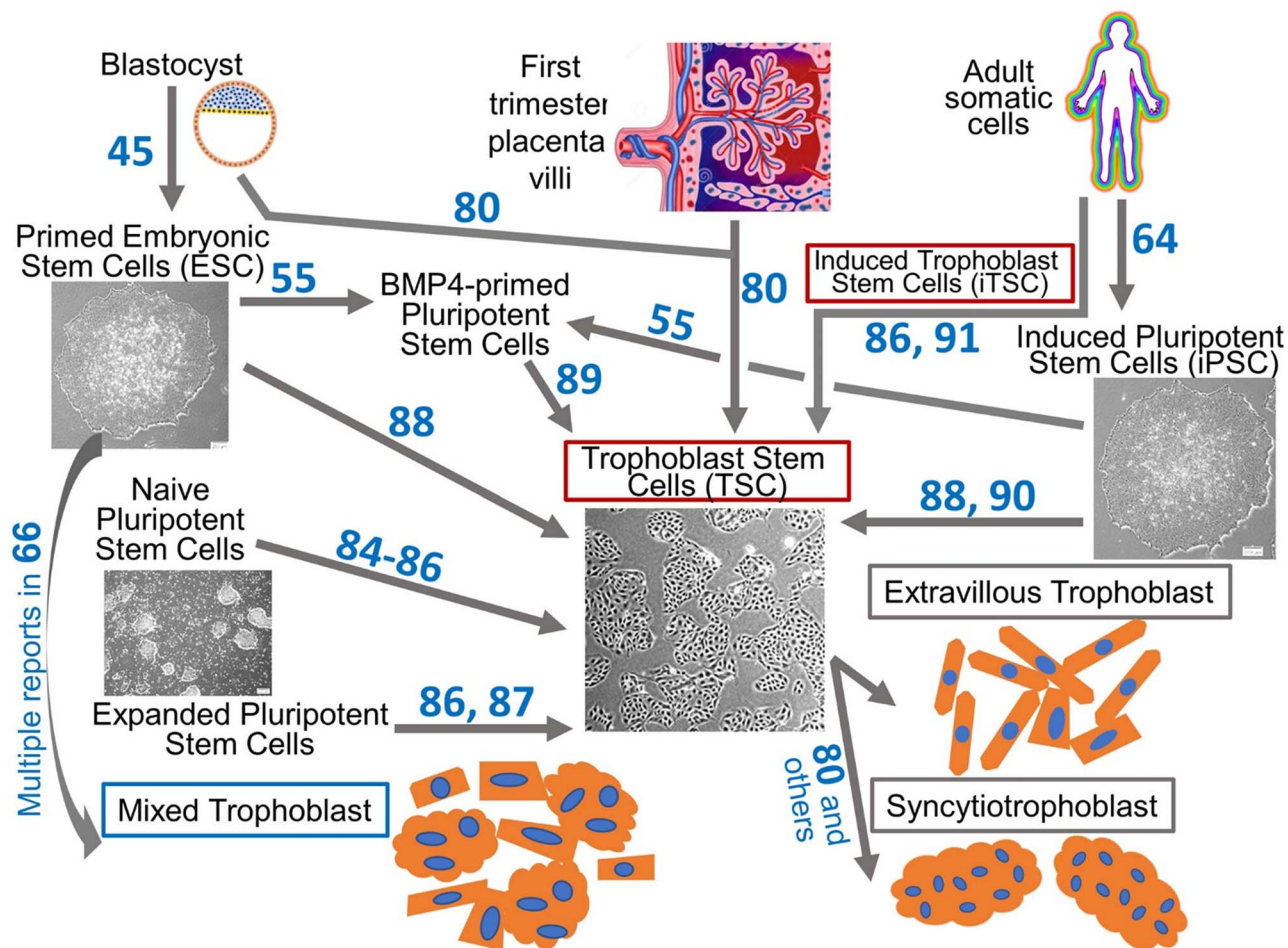 Blastocyst
45
First
trimester
placenta
villi
Adult
somatic
cells
80
64
Primed Embryonic
Stem Cells (ESC)
55
BMP4-primed
Pluripotent
Stem Cells
89
55
80
Induced Trophoblast
Stem Cells (iTSC)
86, 91
Induced Pluripotent
Stem Cells (iPSC)
88
Trophoblast Stem
Cells (TSC)
88, 90
Naive
Pluripotent
Stem Cells
84-86
Multiple reports in 66
Expanded Pluripotent
Stem Cells
86, 87
Extravillous Trophoblast
80 and
others
Syncytiotrophoblast
Mixed Trophoblast